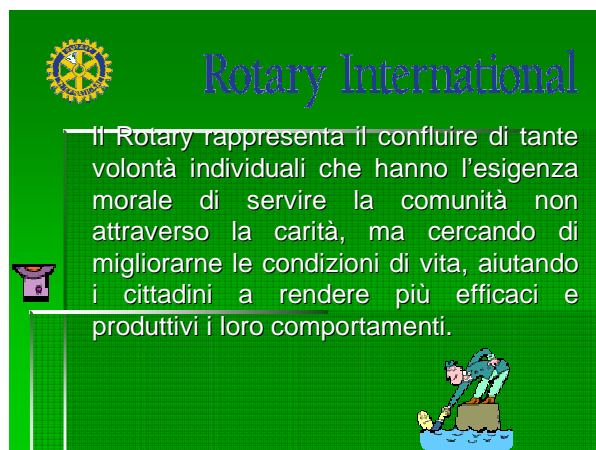 Rotary International
Il Rotary rappresenta il confluire di tante
volontà individuali che hanno l'esigenza
morale di servire la comunità non
attraverso la carità, ma cercando di
migliorarne le condizioni di vita, aiutando
i cittadini a rendere più efficaci e
produttivi i loro comportamenti.